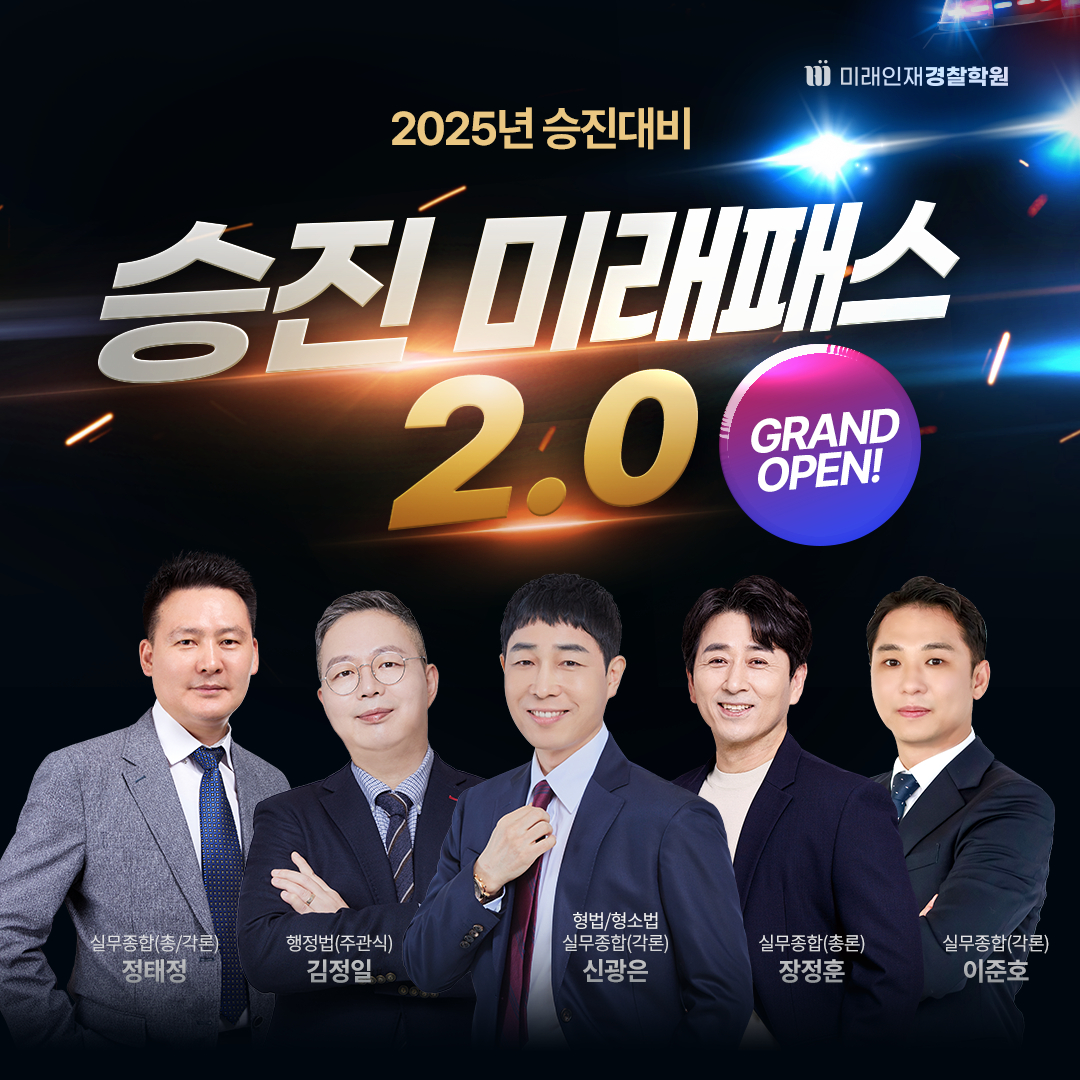 미래인재경찰학원
2025년 승진대비
승진 미래패스
2.0
GRAND
OPEN!
실무종합(총/각론)
정태정
행정법(주관식)
김정일
형법/형소법
실무종합(각론)
신광은
실무종합(총론)
장정훈
실무종합(각론)
이준호